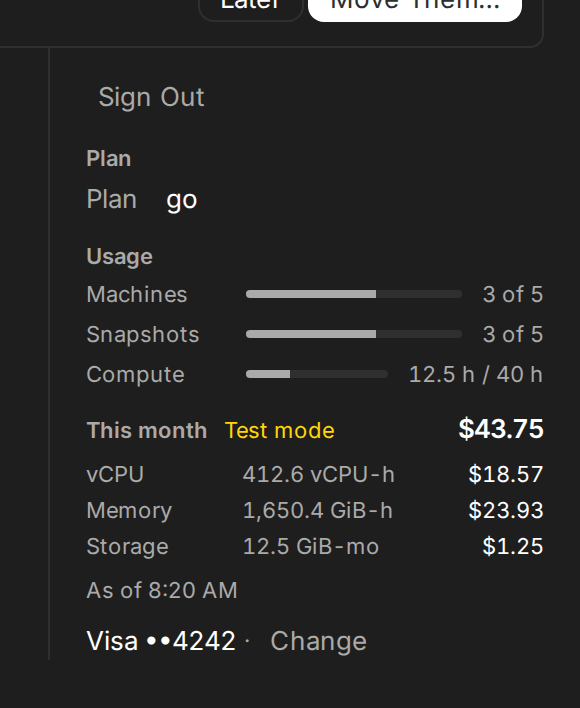 Later Move Them...
Sign Out
Plan
Plan go
Usage
Machines 3 of 5
Snapshots 3 of 5
Compute 12.5 h / 40 h
This month Test mode $43.75
vCPU 412.6 vCPU-h $18.57
Memory 1,650.4 GiB-h $23.93
Storage 12.5 GiB-mo $1.25
As of 8:20 AM
Visa ••4242 · Change